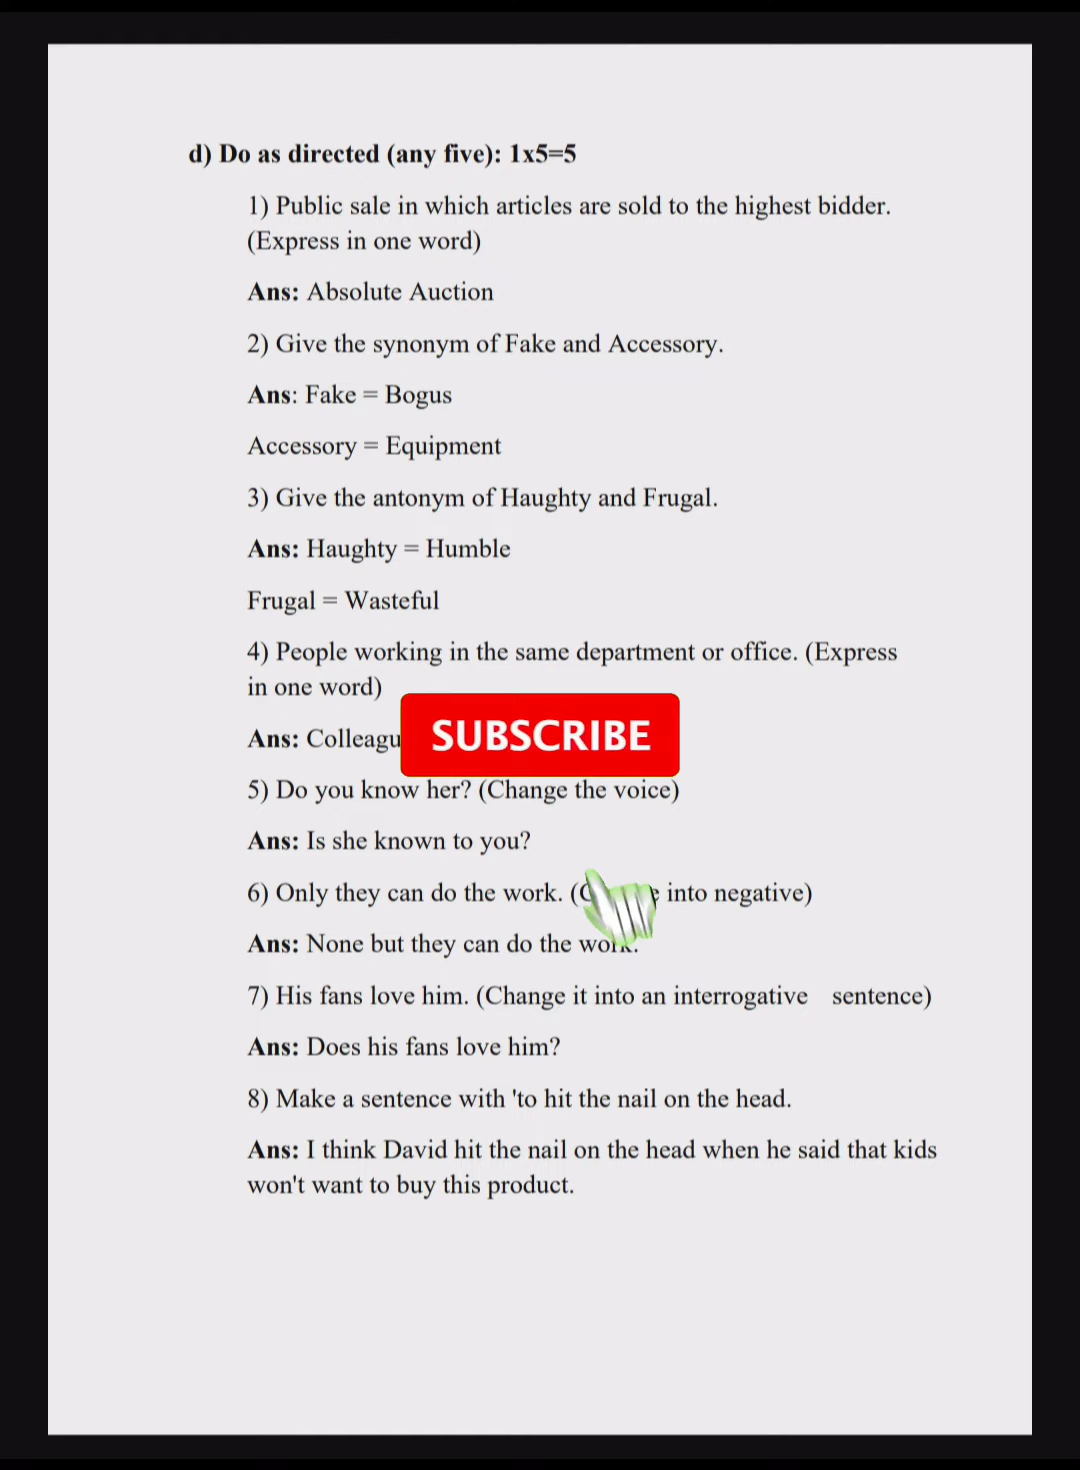 d) Do as directed (any five): 1x5=5
1) Public sale in which articles are sold to the highest bidder.
(Express in one word)
Ans: Absolute Auction
2) Give the synonym of Fake and Accessory.
Ans: Fake = Bogus
Accessory = Equipment
3) Give the antonym of Haughty and Frugal.
Ans: Haughty = Humble
Frugal = Wasteful
4) People working in the same department or office. (Express
in one word)
Ans: Colleagu
SUBSCRIBE
5) Do you know her? (Change the voice)
Ans: Is she known to you?
6) Only they can do the work. ( into negative)
Ans: None but they can do the work.
7) His fans love him. (Change it into an interrogative sentence)
Ans: Does his fans love him?
8) Make a sentence with 'to hit the nail on the head.
Ans: I think David hit the nail on the head when he said that kids
won't want to buy this product.